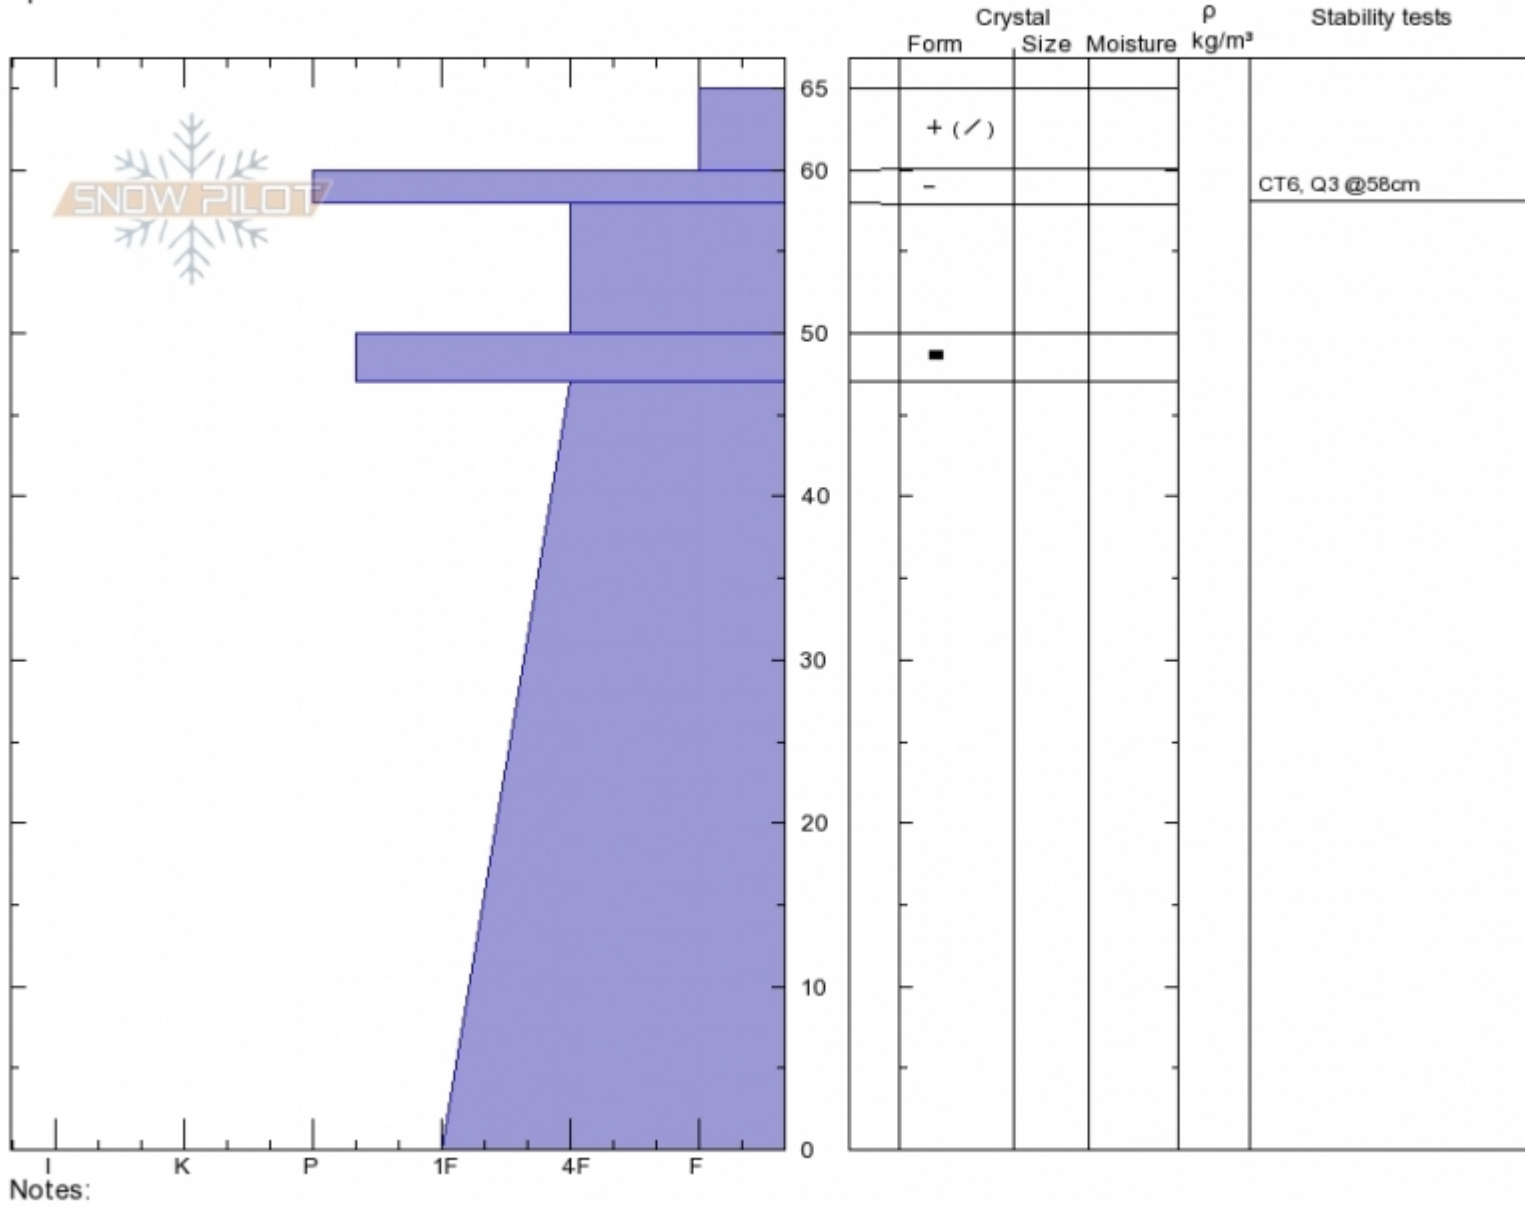 Crystal
ρ
Stability tests
Form
Size
Moisture
kg/m³
65
+ (/)
SNOW PILOT
60
-
CT6, Q3 @58cm
50
40
30
20
10
0
I K P 1F 4F F
Notes: